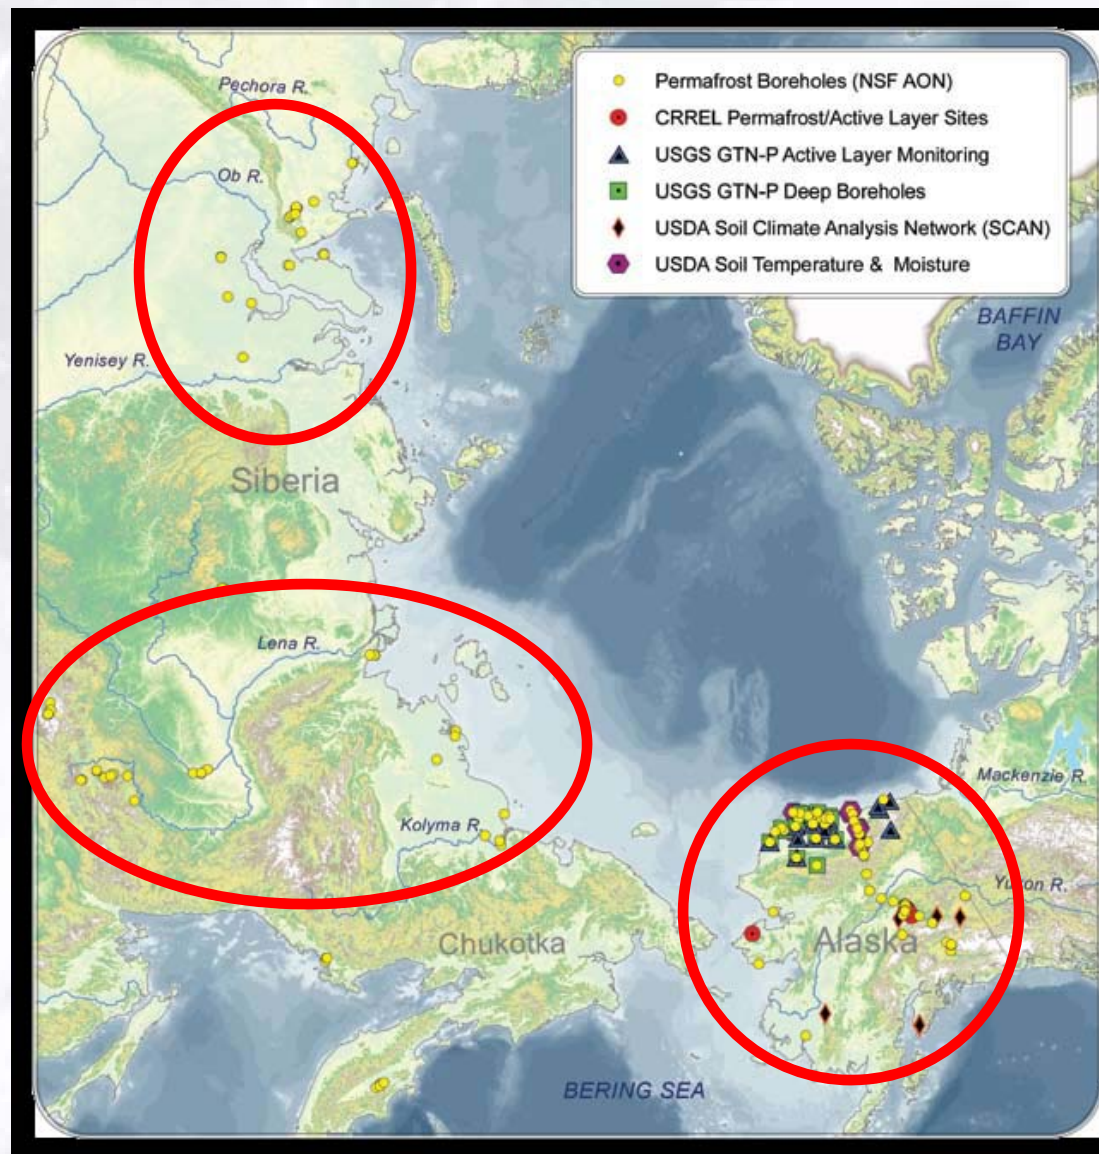 Permafrost Boreholes (NSF AON)
CRREL Permafrost/Active Layer Sites
USGS GTN-P Active Layer Monitoring
USGS GTN-P Deep Boreholes
USDA Soil Climate Analysis Network (SCAN)
USDA Soil Temperature & Moisture
Pechora R.
Ob R.
BAFFIN
BAY
Yenisey R.
Siberia
Lena R.
Mackenzie R.
Kolyma R.
Yukon R.
Chukotka
Alaska
BERING SEA